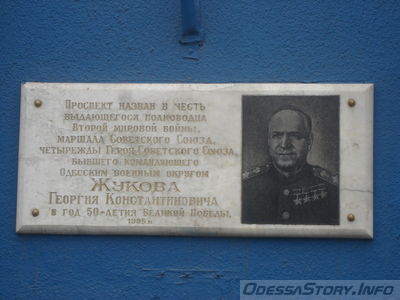 Проспект назван в честь
выдающегося полководца
Второй мировой войны,
маршала Советского Союза,
четырежды Героя Советского Союза,
бывшего командующего
Одесским военным округом
Жукова
Георгия Константиновича
в год 50-летия Великой Победы.
1995 г.
OdessaStory.Info